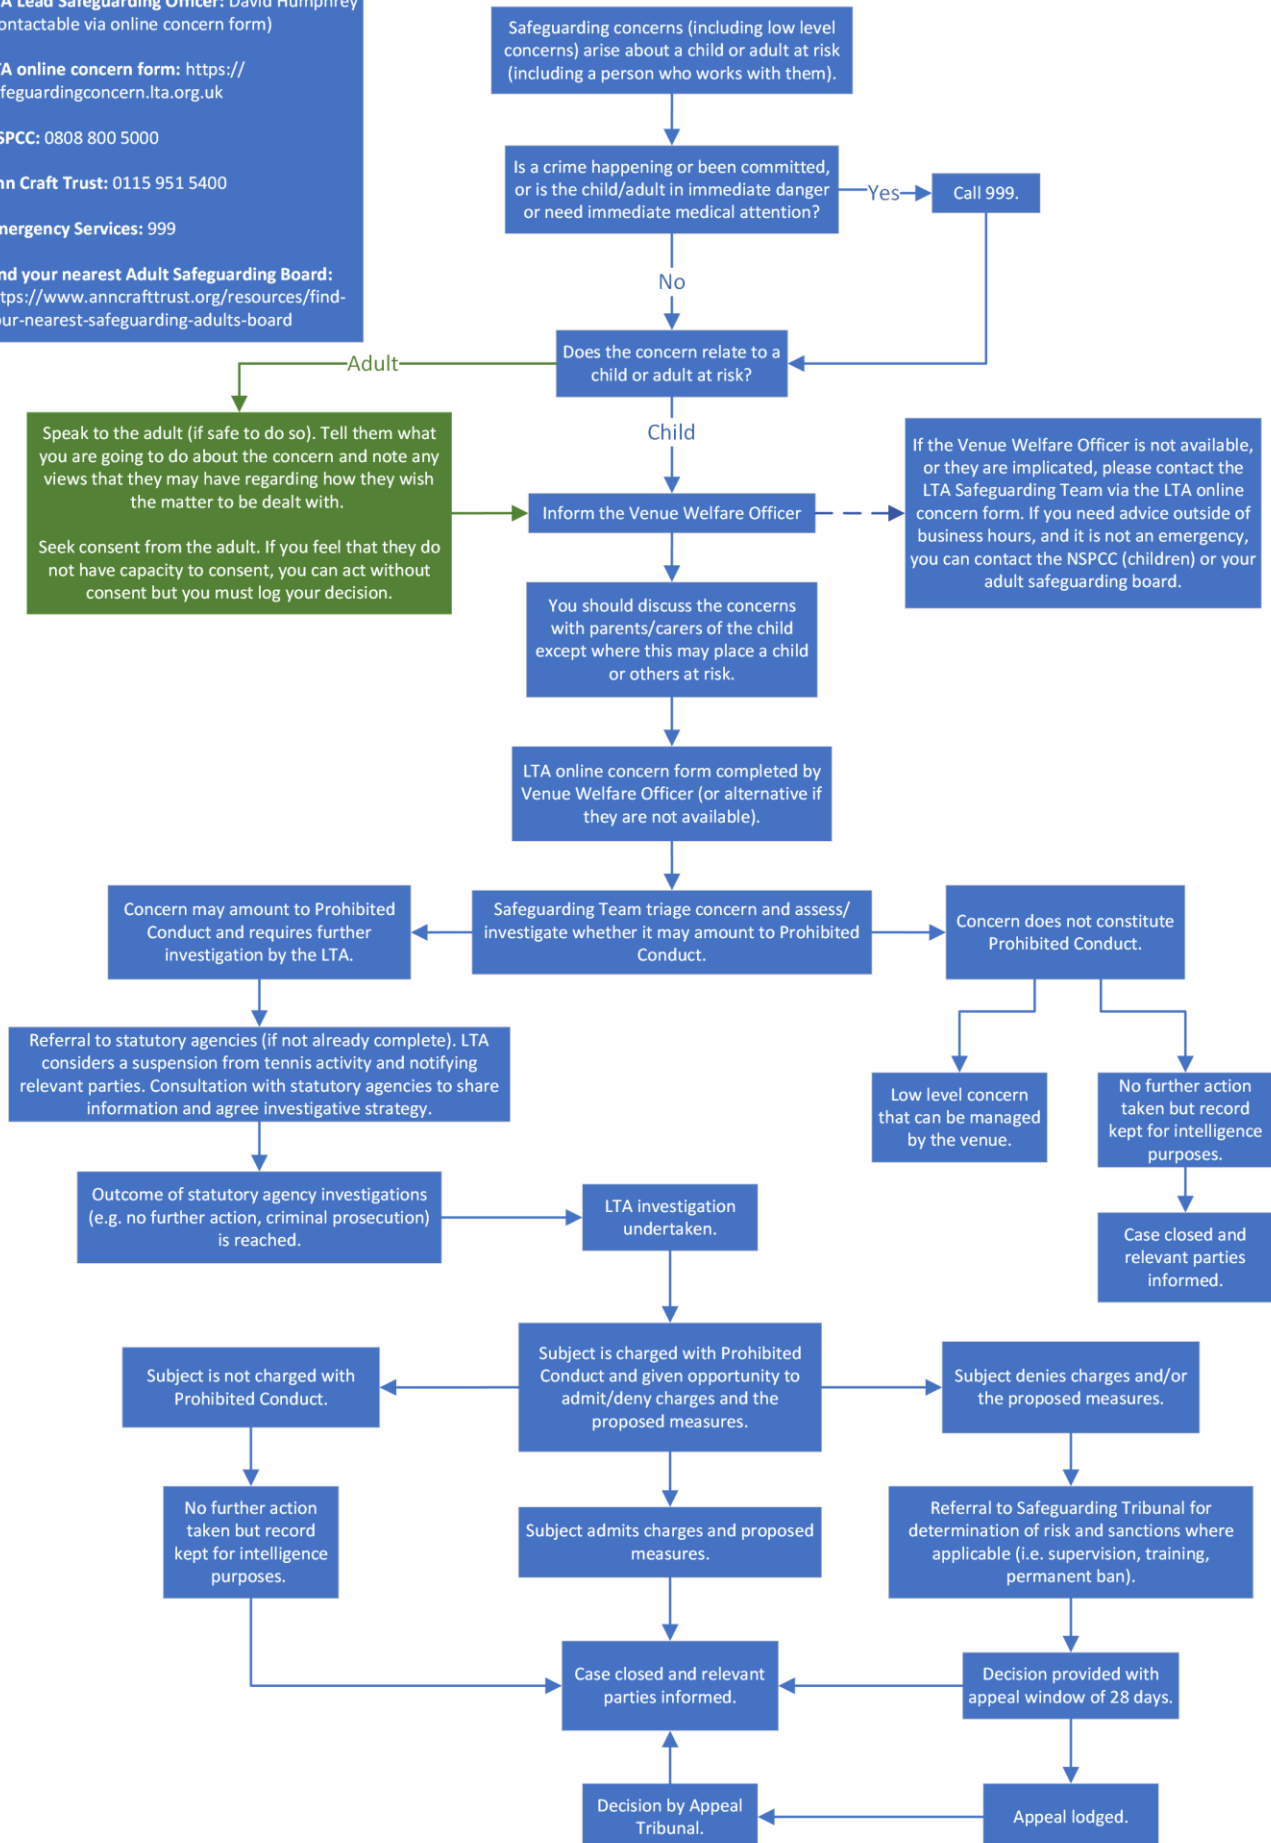 Lead Safeguarding Officer: David Humphrey
via online concern form)
online concern form: https://
0808 800 5000
Craft Trust: 0115 951 5400
Services: 999
your nearest Adult Safeguarding Board:
Safeguarding concerns (including low level
concerns) arise about a child or adult at risk
(including a person who works with them).
Is a crime happening or been committed,
or is the child/adult in immediate danger
or need immediate medical attention?
Yes
Call 999.
No
Does the concern relate to a
child or adult at risk?
Adult
Child
Speak to the adult (if safe to do so). Tell them what
you are going to do about the concern and note any
views that they may have regarding how they wish
the matter to be dealt with.
Seek consent from the adult. If you feel that they do
not have capacity to consent, you can act without
consent but you must log your decision.
Inform the Venue Welfare Officer
If the Venue Welfare Officer is not available,
or they are implicated, please contact the
LTA Safeguarding Team via the LTA online
concern form. If you need advice outside of
business hours, and it is not an emergency,
you can contact the NSPCC (children) or your
adult safeguarding board.
You should discuss the concerns
with parents/carers of the child
except where this may place a child
or others at risk.
LTA online concern form completed by
Venue Welfare Officer (or alternative if
they are not available).
Concern may amount to Prohibited
Conduct and requires further
investigation by the LTA.
Safeguarding Team triage concern and assess/
investigate whether it may amount to Prohibited
Conduct.
Concern does not constitute
Prohibited Conduct.
Referral to statutory agencies (if not already complete). LTA
considers a suspension from tennis activity and notifying
relevant parties. Consultation with statutory agencies to share
information and agree investigative strategy.
Low level concern
that can be managed
by the venue.
No further action
taken but record
kept for intelligence
purposes.
Outcome of statutory agency investigations
(e.g. no further action, criminal prosecution)
is reached.
LTA investigation
undertaken.
Case closed and
relevant parties
informed.
Subject is not charged with
Prohibited Conduct.
Subject is charged with Prohibited
Conduct and given opportunity to
admit/deny charges and the
proposed measures.
Subject denies charges and/or
the proposed measures.
No further action
taken but record
kept for intelligence
purposes.
Subject admits charges and proposed
measures.
Referral to Safeguarding Tribunal for
determination of risk and sanctions where
applicable (i.e. supervision, training,
permanent ban).
Case closed and relevant
parties informed.
Decision provided with
appeal window of 28 days.
Decision by Appeal
Tribunal.
Appeal lodged.